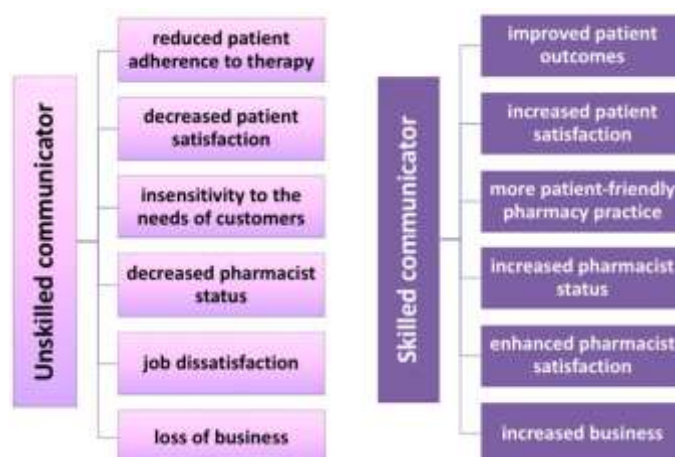 Unskilled communicator
reduced patient
adherence to therapy
decreased patient
satisfaction
insensitivity to the
needs of customers
decreased pharmacist
status
job dissatisfaction
loss of business
Skilled communicator
improved patient
outcomes
increased patient
satisfaction
more patient-friendly
pharmacy practice
increased pharmacist
status
enhanced pharmacist
satisfaction
increased business